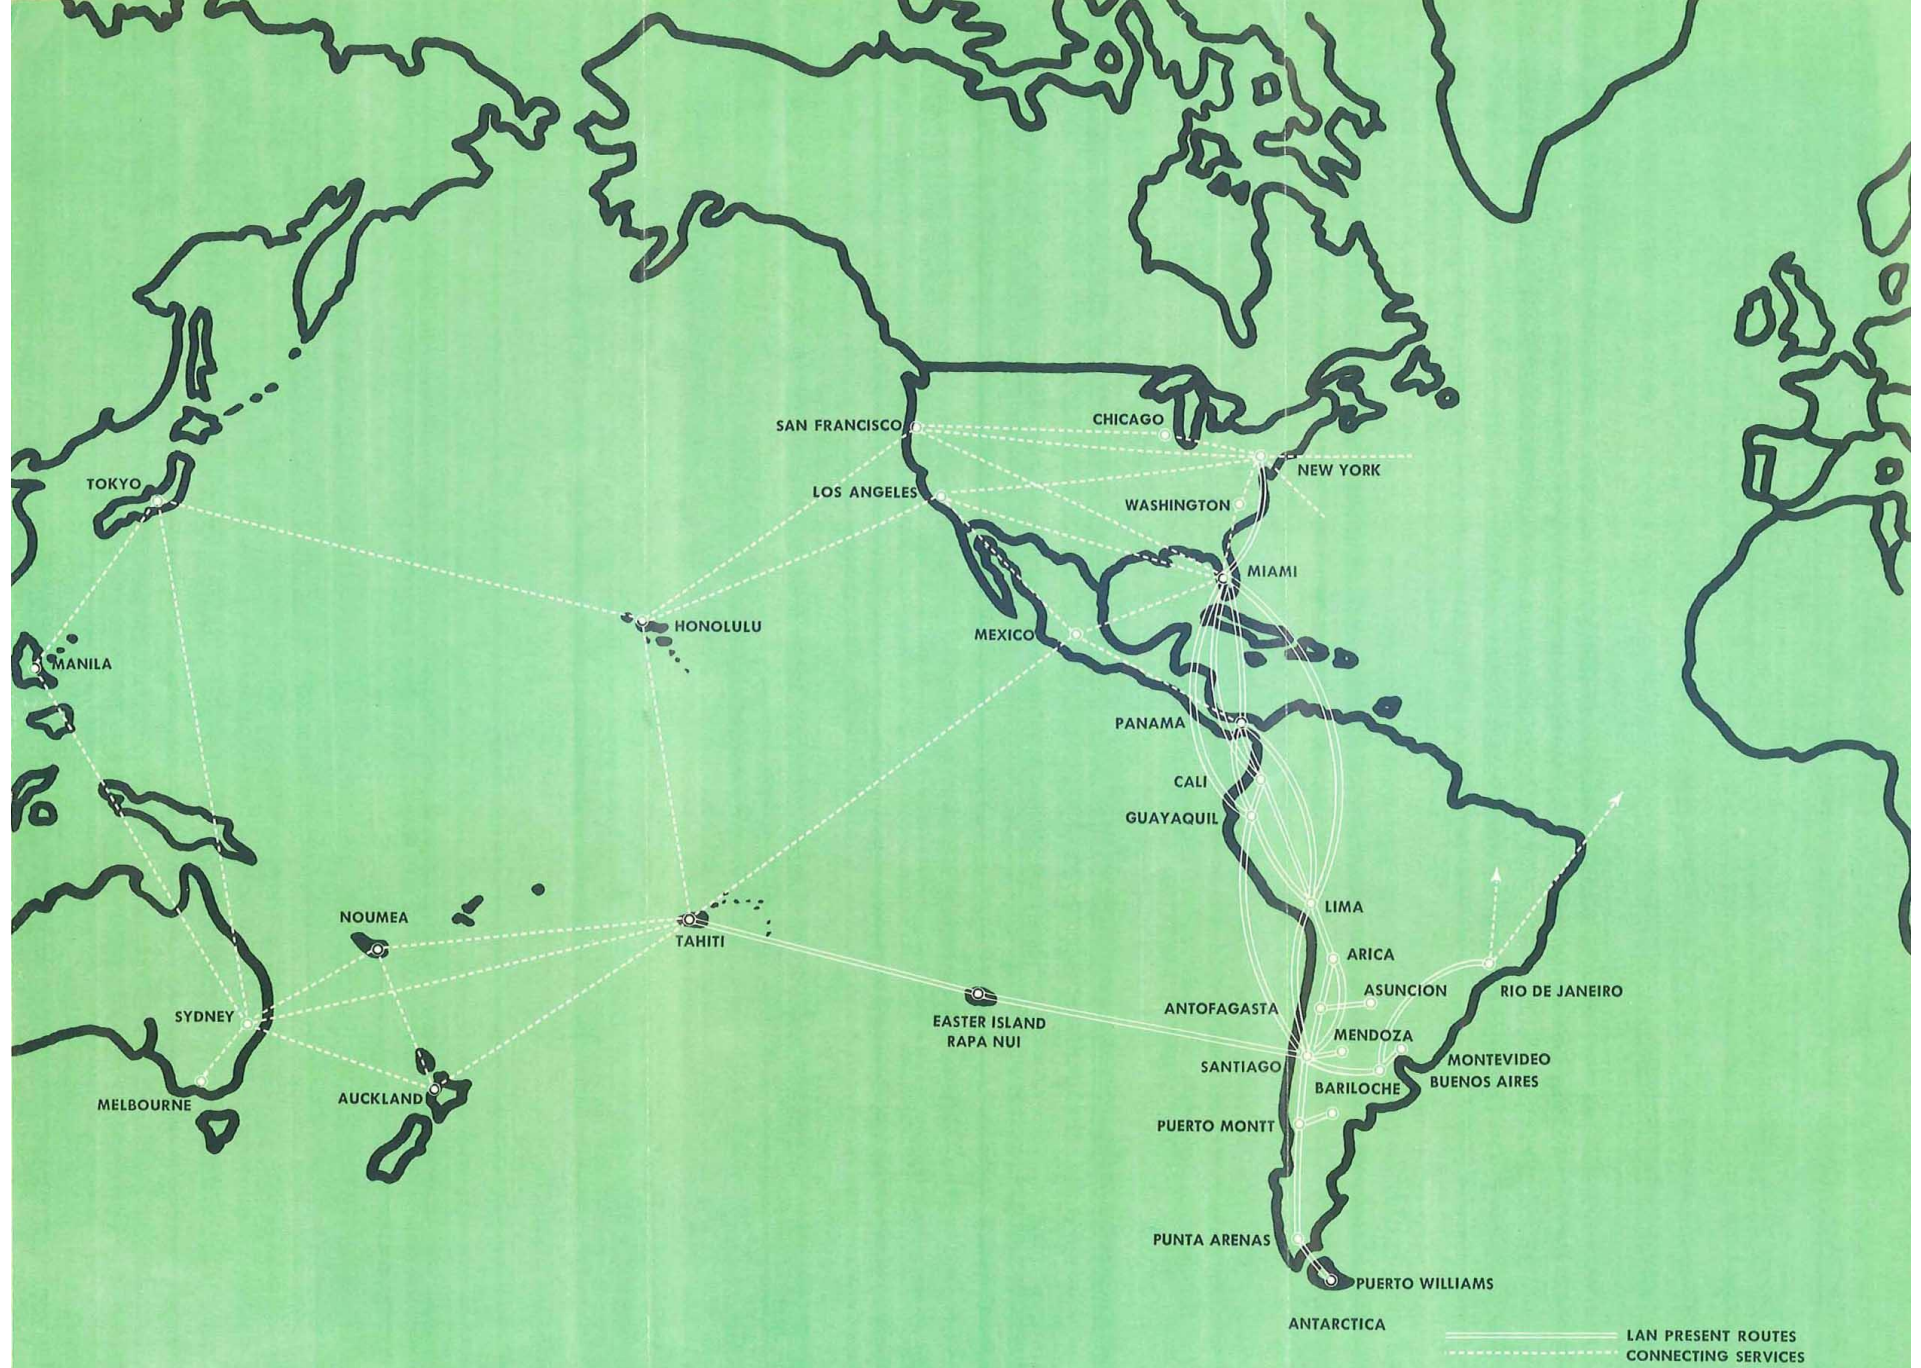 SAN FRANCISCO
CHICAGO
NEW YORK
TOKYO
LOS ANGELES
WASHINGTON
MIAMI
HONOLULU
MEXICO
MANILA
PANAMA
CALI
GUAYAQUIL
LIMA
NOUMEA
TAHITI
ARICA
ASUNCION
RIO DE JANEIRO
ANTOFAGASTA
SYDNEY
EASTER ISLAND
RAPA NUI
MENDOZA
SANTIAGO
MONTEVIDEO
BUENOS AIRES
BARILOCHE
MELBOURNE
AUCKLAND
PUERTO MONTT
PUNTA ARENAS
PUERTO WILLIAMS
ANTARCTICA
LAN PRESENT ROUTES
CONNECTING SERVICES